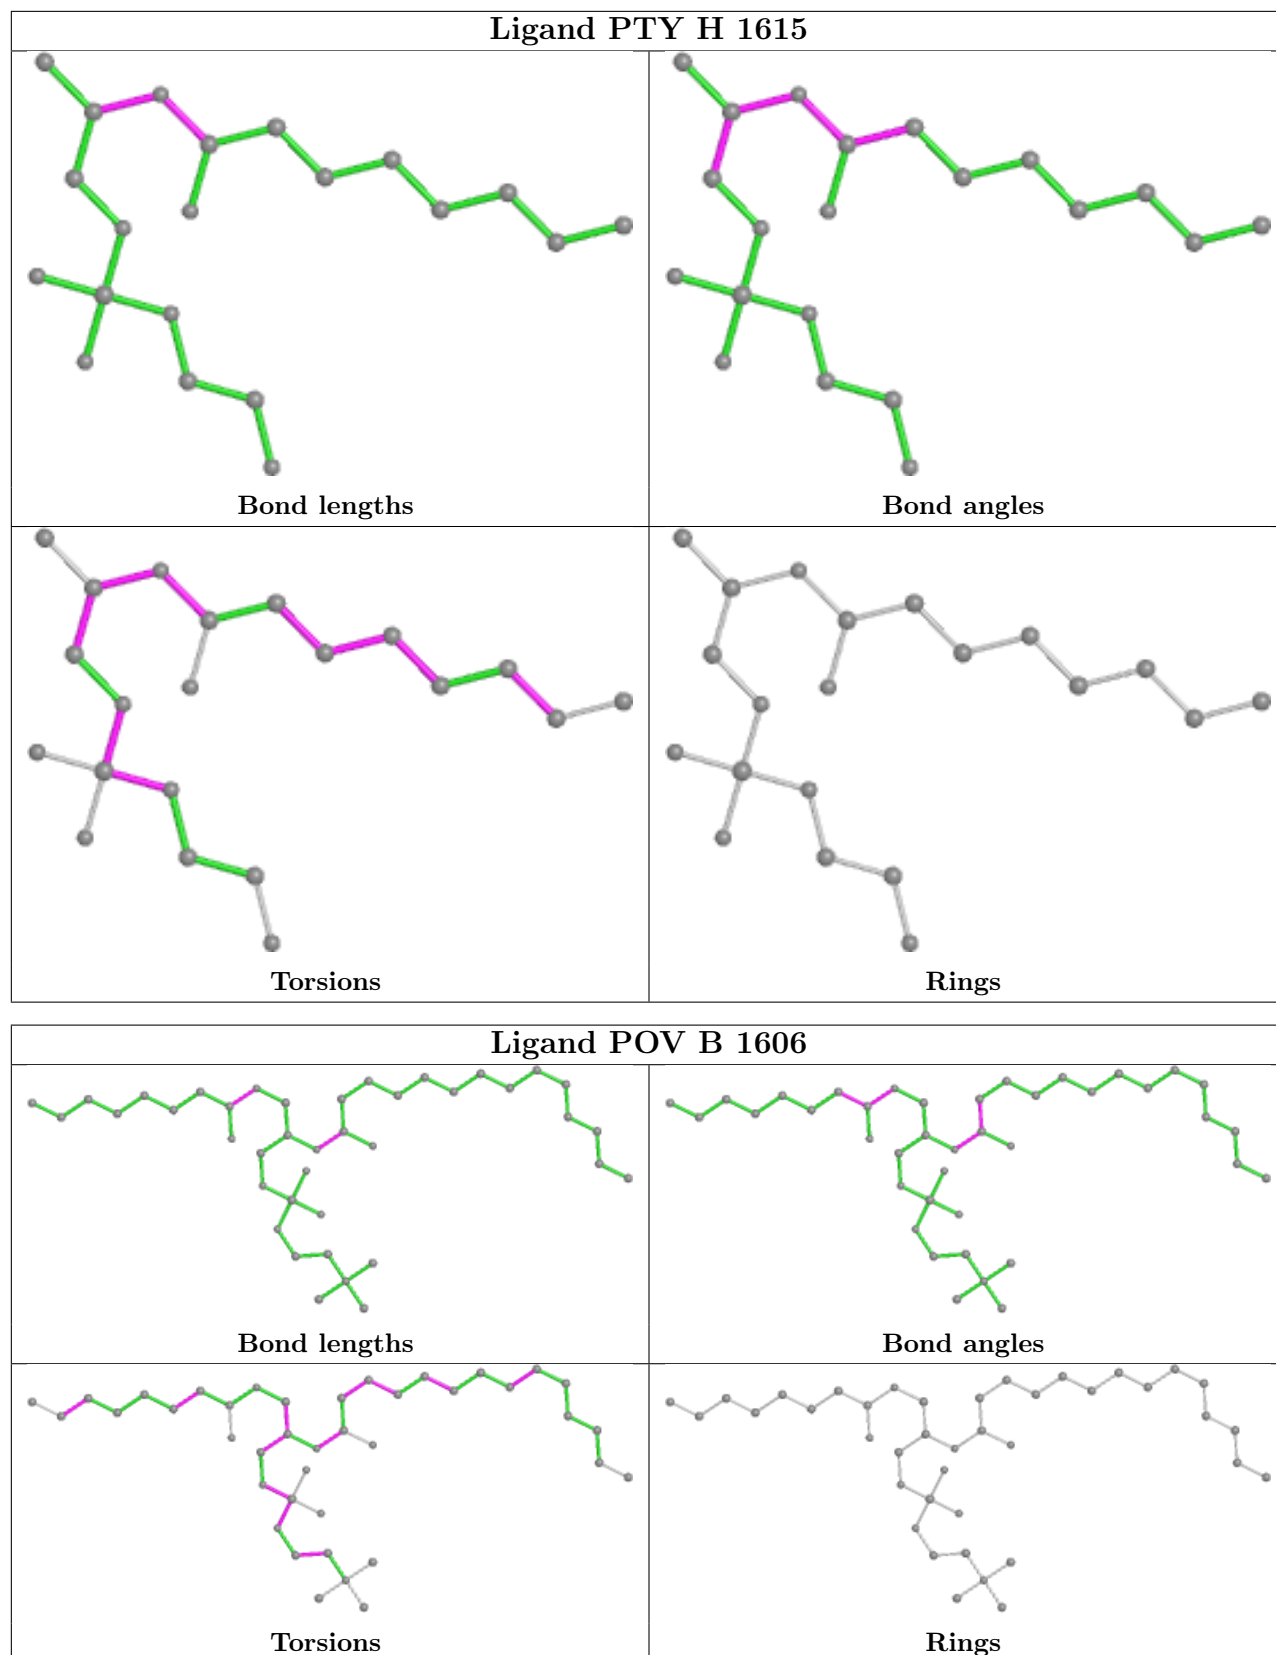 Ligand PTY H 1615
Bond lengths
Bond angles
Torsions
Rings
Ligand POV B 1606
Bond lengths
Bond angles
Torsions
Rings